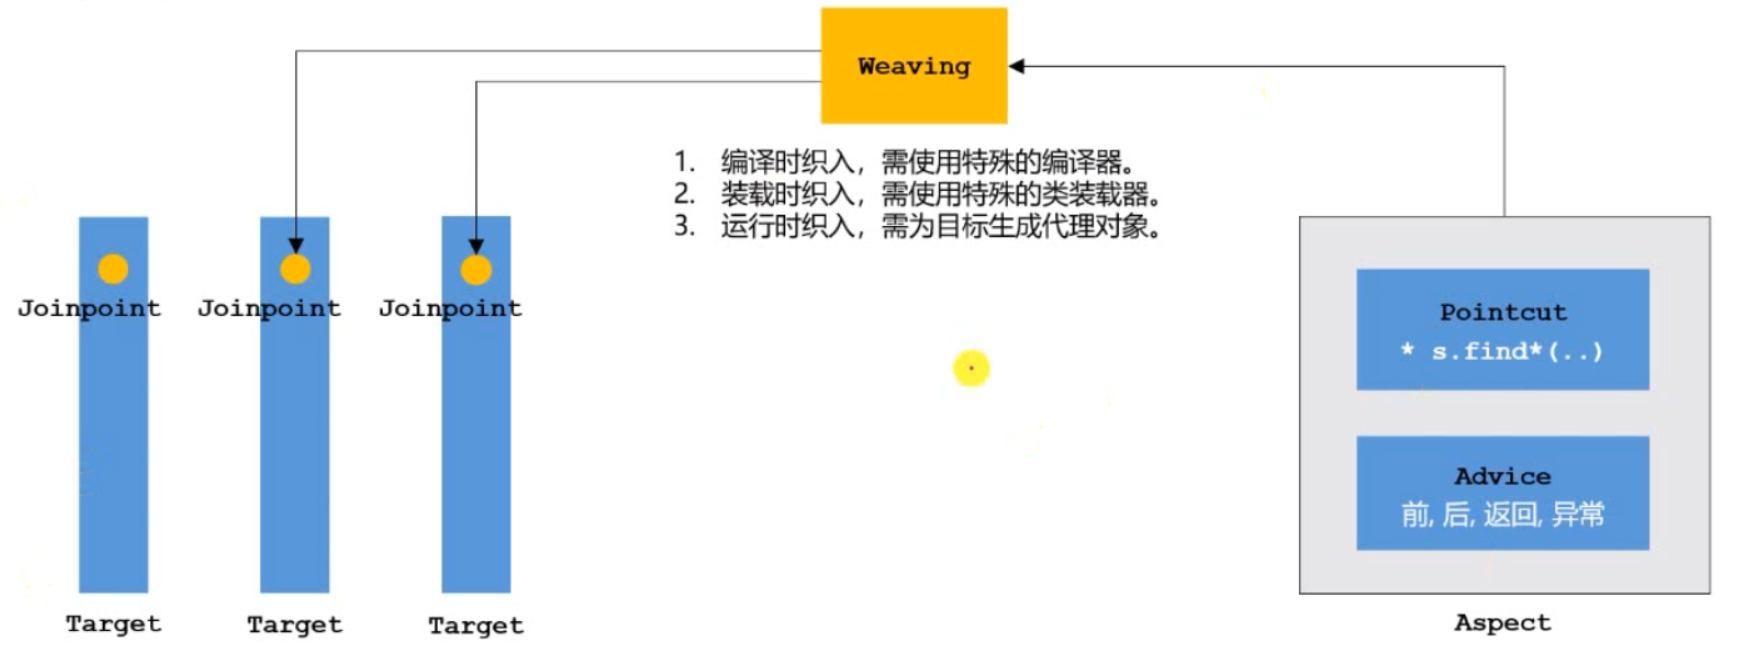 Weaving
1. 编译时织入，需使用特殊的编译器。
2. 装载时织入，需使用特殊的类装载器。
3. 运行时织入，需为目标生成代理对象。
Joinpoint
Joinpoint
Joinpoint
Target
Target
Target
Pointcut
* s.find*(..)
Advice
前, 后, 返回, 异常
Aspect